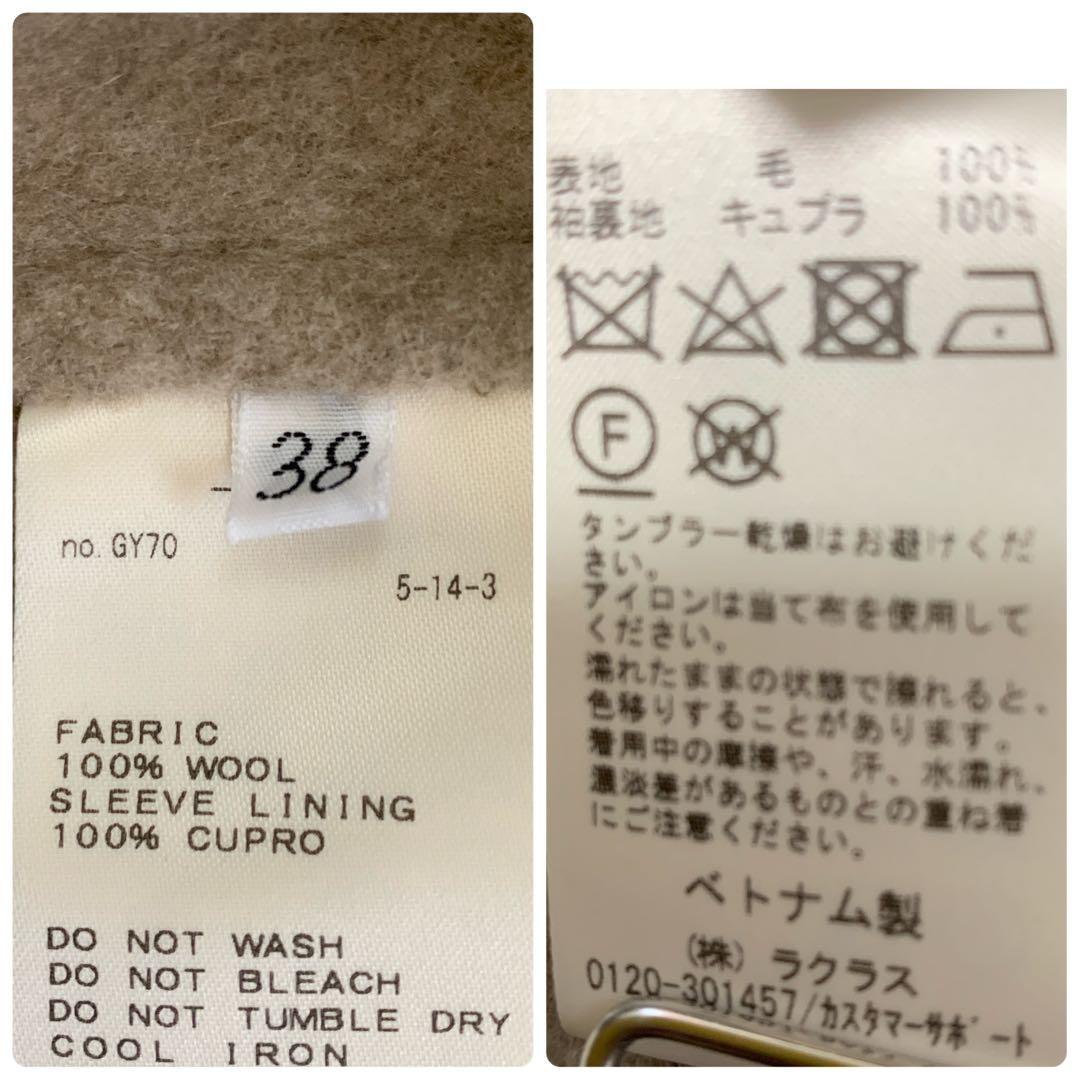 38
no. GY70
5-14-3
FABRIC
100% WOOL
SLEEVE LINING
100% CUPRO
DO NOT WASH
DO NOT BLEACH
DO NOT TUMBLE DRY
COOL IRON
表地 毛 100%
袖裏地 キュプラ 100%
F
W
タンブラー乾燥はお避けくだ
さい。
アイロンは当て布を使用して
ください。
濡れたままの状態で擦れると、
色移りすることがあります。
着用中の摩擦や、汗、水濡れ、
濃淡差があるものとの重ね着
にご注意ください。
ベトナム製
(株) ラクラス
0120-301457/カスタマーサポート